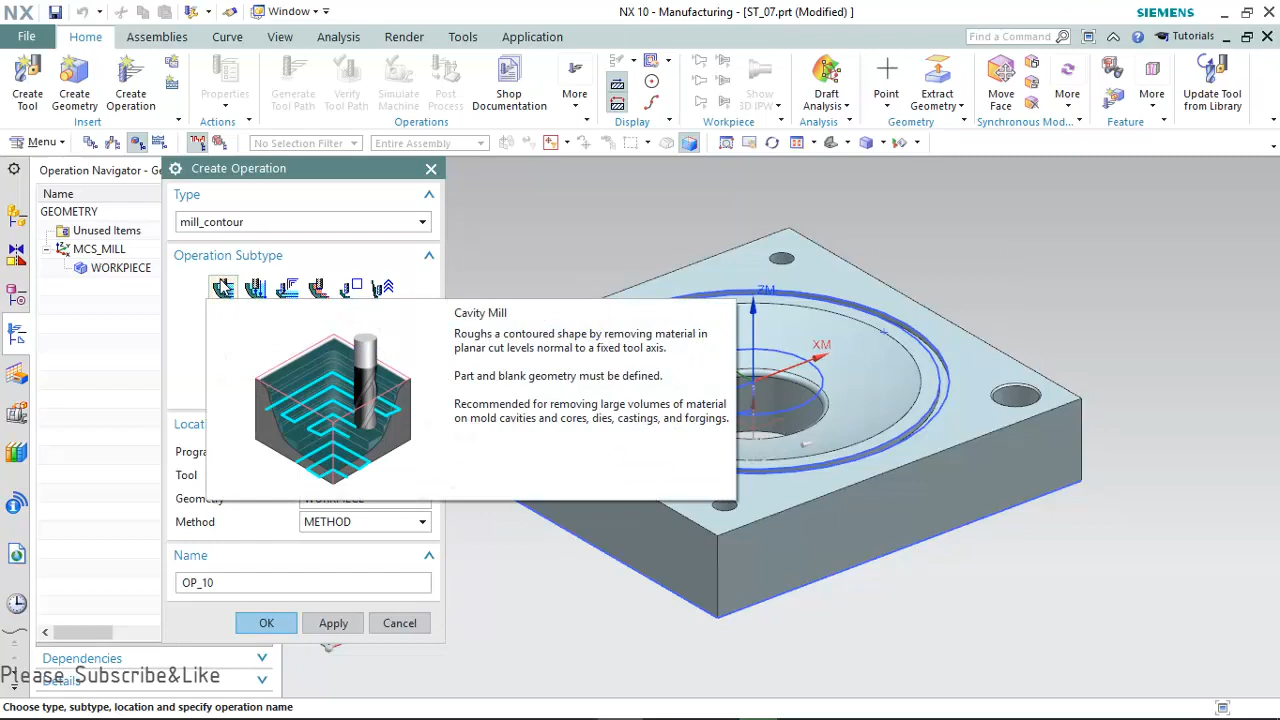 NX
Window
NX 10 - Manufacturing - [ST_07.prt (Modified) ]
SIEMENS
File
Home
Assemblies
Curve
View
Analysis
Render
Tools
Application
Find a Command
Tutorials
Create Tool
Create Geometry
Create Operation
Properties
Generate Tool Path
Verify Tool Path
Simulate Machine
Post Process
Shop Documentation
More
Show 3D IPW
Draft Analysis
Point
Extract Geometry
Move Face
More
More
Update Tool from Library
Insert
Actions
Operations
Display
Workpiece
Analysis
Geometry
Synchronous Mod...
Feature
Menu
No Selection Filter
Entire Assembly
Operation Navigator - Ge
Name
GEOMETRY
Unused Items
MCS_MILL
WORKPIECE
Create Operation
Type
mill_contour
Operation Subtype
Cavity Mill
Roughs a contoured shape by removing material in
planar cut levels normal to a fixed tool axis.
Part and blank geometry must be defined.
Recommended for removing large volumes of material
on mold cavities and cores, dies, castings, and forgings.
ZM
XM
Locat
Progra
Tool
Geometry
WORKPIECE
Method
METHOD
Name
OP_10
OK
Apply
Cancel
Dependencies
Details
Please Subscribe&Like
Choose type, subtype, location and specify operation name